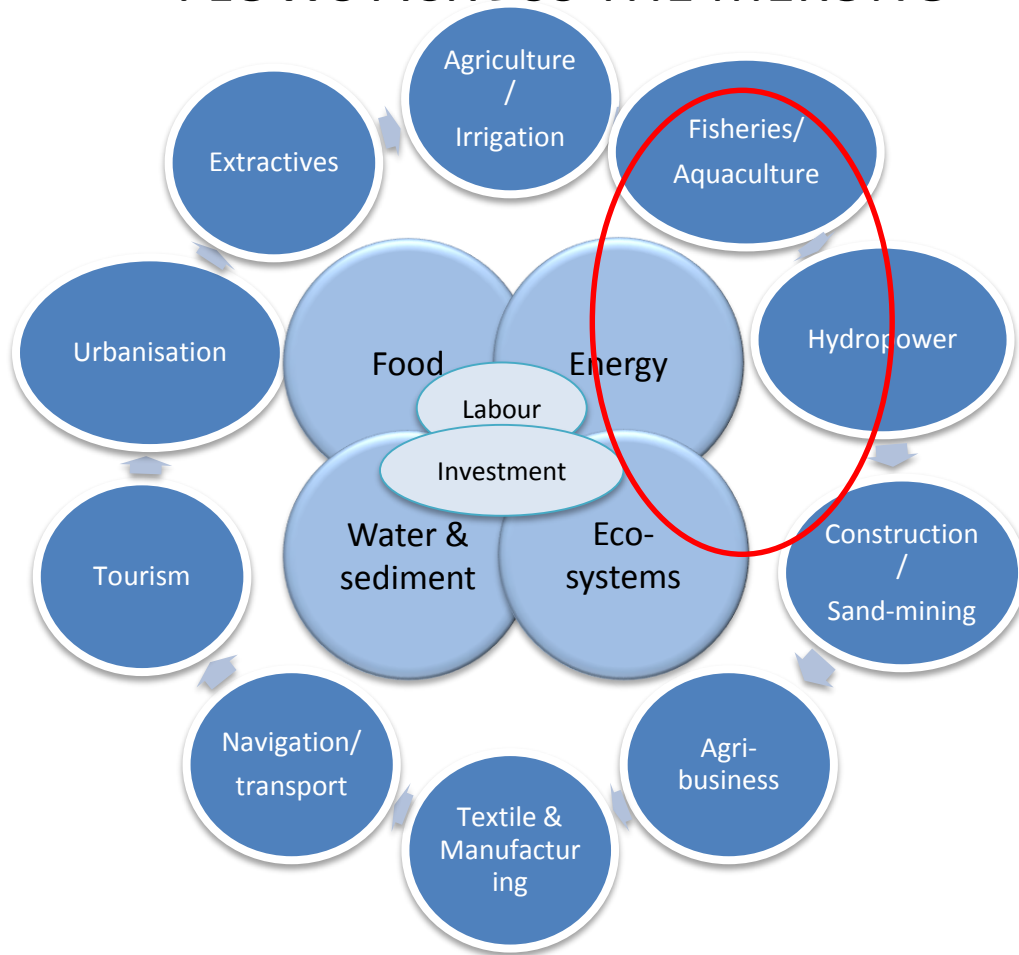 Agriculture
/
Irrigation
Fisheries/
Aquaculture
Hydropower
Construction
/
Sand-mining
Agri-
business
Textile &
Manufactur
ing
Navigation/
transport
Tourism
Urbanisation
Extractives
Food
Energy
Labour
Investment
Water &
sediment
Eco-
systems